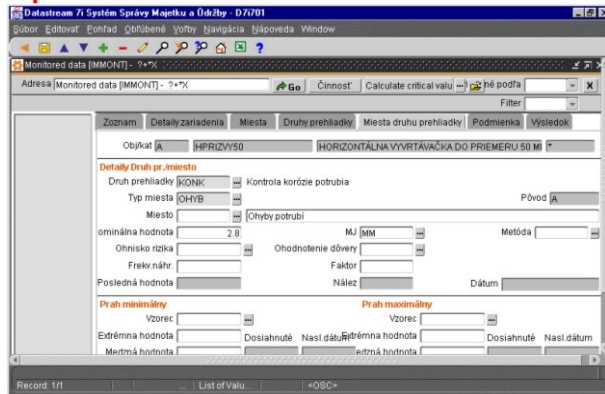 Datastream 7i Systém Správy Majetku a Údržby - D7i701
Súbor Editovať Pohľad Obľúbené Voľby Navigácia Nápoveda Window
Monitored data [IMMONT] - ?+"X
Adresa Monitored data [IMMONT] - ?+"X Go Činnosť Calculate critical valu né podľa X
Filter
Zoznam Detaily zariadenia Miesta Druhy prehliadky Miesta druhu prehliadky Podmienka Výsledok
Obj/kat A HPRIZVY50 HORIZONTÁLNA VYVRTÁVAČKA DO PRIEMERU 50 MI *
Detaily Druh pr./miesto
Druh prehliadky KONK Kontrola korózie potrubia
Typ miesta OHYB Pôvod A
Miesto Ohyby potrubí
ominálna hodnota 2.8 MJ MM Metóda
Ohnisko rizika Ohodnotenie dôvery
Frekv.náhr. Faktor
Posledná hodnota Nález Dátum
Prah minimálny Prah maximálny
Vzorec Vzorec
Extrémna hodnota Dosiahnuté Nasl.dátum Extrémna hodnota Dosiahnuté Nasl.dátum
Medzná hodnota edzná hodnota
Record: 1/1 ... List of Valu... <OSC>